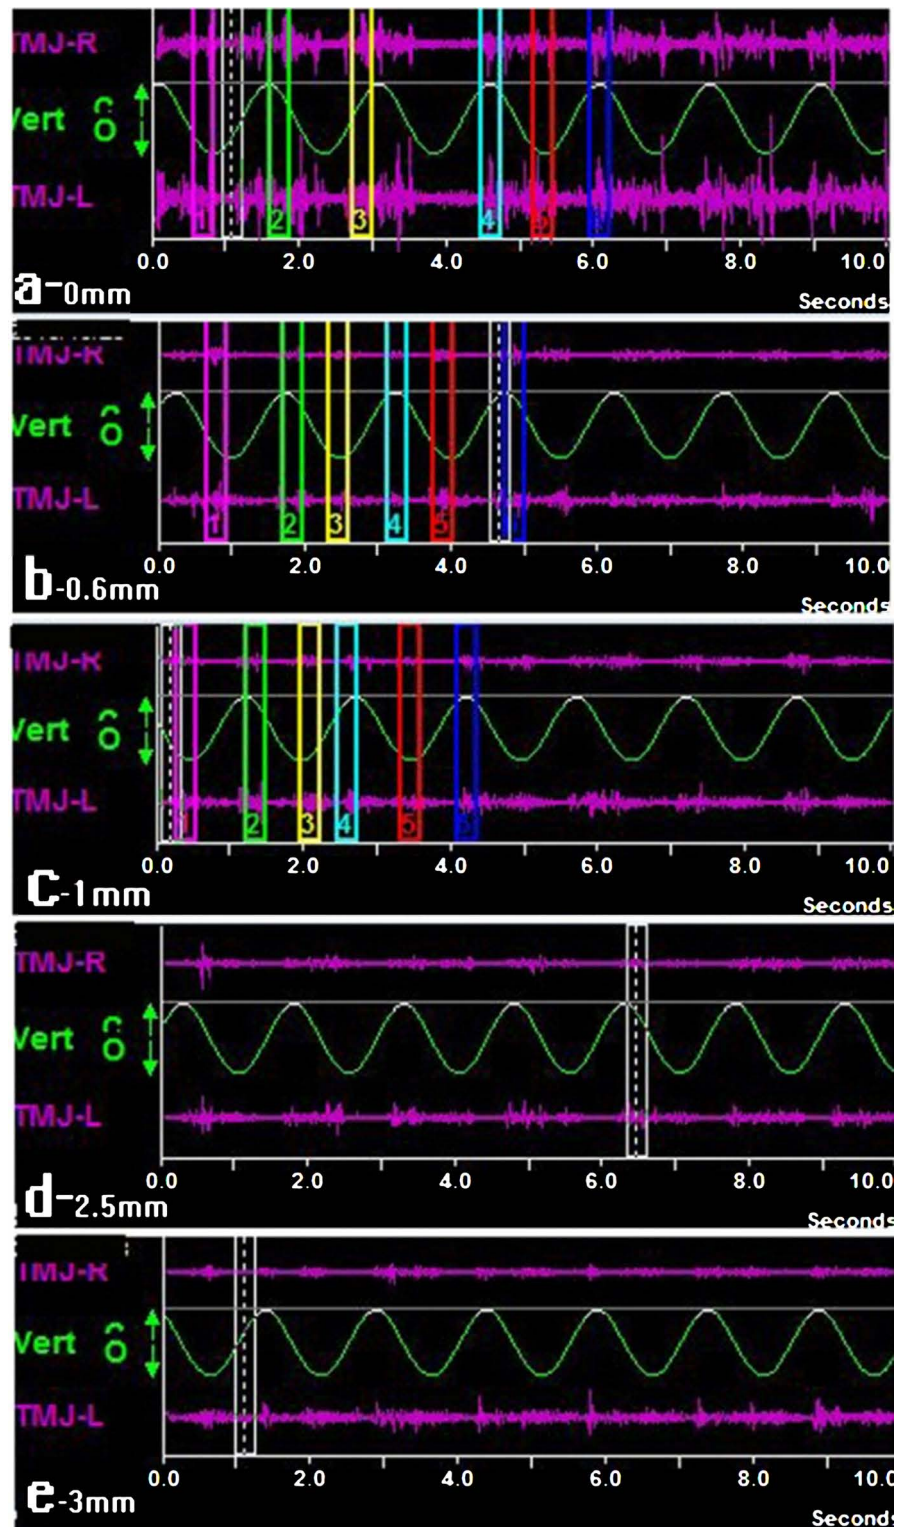 TMJ-R
Vert C O
TMJ-L
1 2 3 4 5
0.0 2.0 4.0 6.0 8.0 10.0
a-0mm
Seconds
TMJ-R
Vert C O
TMJ-L
1 2 3 4 5
0.0 2.0 4.0 6.0 8.0 10.0
b-0.6mm
Seconds
TMJ-R
Vert C O
TMJ-L
1 2 3 4 5 6
0.0 2.0 4.0 6.0 8.0 10.0
c-1mm
Seconds
TMJ-R
Vert C O
TMJ-L
0.0 2.0 4.0 6.0 8.0 10.0
d-2.5mm
Seconds
TMJ-R
Vert C O
TMJ-L
0.0 2.0 4.0 6.0 8.0 10.0
e-3mm
Seconds